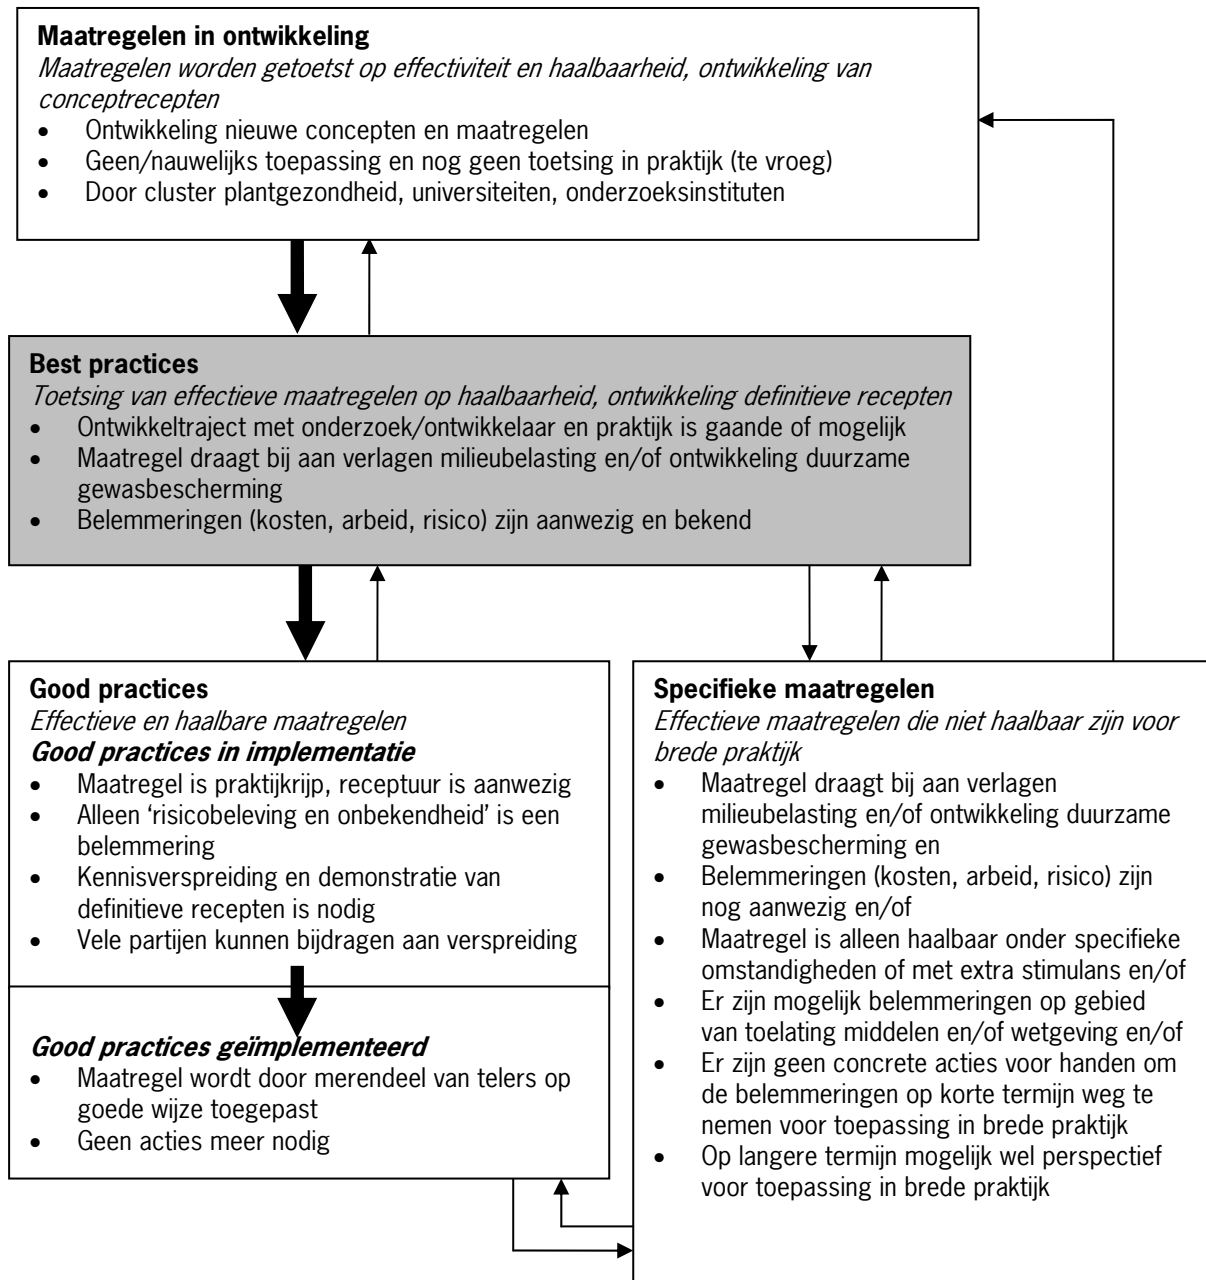 Maatregelen in ontwikkeling
Maatregelen worden getoetst op effectiviteit en haalbaarheid, ontwikkeling van
conceptrecepten
• Ontwikkeling nieuwe concepten en maatregelen
• Geen/nauwelijks toepassing en nog geen toetsing in praktijk (te vroeg)
• Door cluster plantgezondheid, universiteiten, onderzoeksinstituten
Best practices
Toetsing van effectieve maatregelen op haalbaarheid, ontwikkeling definitieve recepten
• Ontwikkeltraject met onderzoek/ontwikkelaar en praktijk is gaande of mogelijk
• Maatregel draagt bij aan verlagen milieubelasting en/of ontwikkeling duurzame
gewasbescherming
• Belemmeringen (kosten, arbeid, risico) zijn aanwezig en bekend
Good practices
Effectieve en haalbare maatregelen
Good practices in implementatie
• Maatregel is praktijkrijp, receptuur is aanwezig
• Alleen ‘risicobeleving en onbekendheid’ is een
belemmering
• Kennisverspreiding en demonstratie van
definitieve recepten is nodig
• Vele partijen kunnen bijdragen aan verspreiding
Good practices geïmplementeerd
• Maatregel wordt door merendeel van telers op
goede wijze toegepast
• Geen acties meer nodig
Specifieke maatregelen
Effectieve maatregelen die niet haalbaar zijn voor
brede praktijk
• Maatregel draagt bij aan verlagen
milieubelasting en/of ontwikkeling duurzame
gewasbescherming en
• Belemmeringen (kosten, arbeid, risico) zijn
nog aanwezig en/of
• Maatregel is alleen haalbaar onder specifieke
omstandigheden of met extra stimulans en/of
• Er zijn mogelijk belemmeringen op gebied
van toelating middelen en/of wetgeving en/of
• Er zijn geen concrete acties voor handen om
de belemmeringen op korte termijn weg te
nemen voor toepassing in brede praktijk
• Op langere termijn mogelijk wel perspectief
voor toepassing in brede praktijk